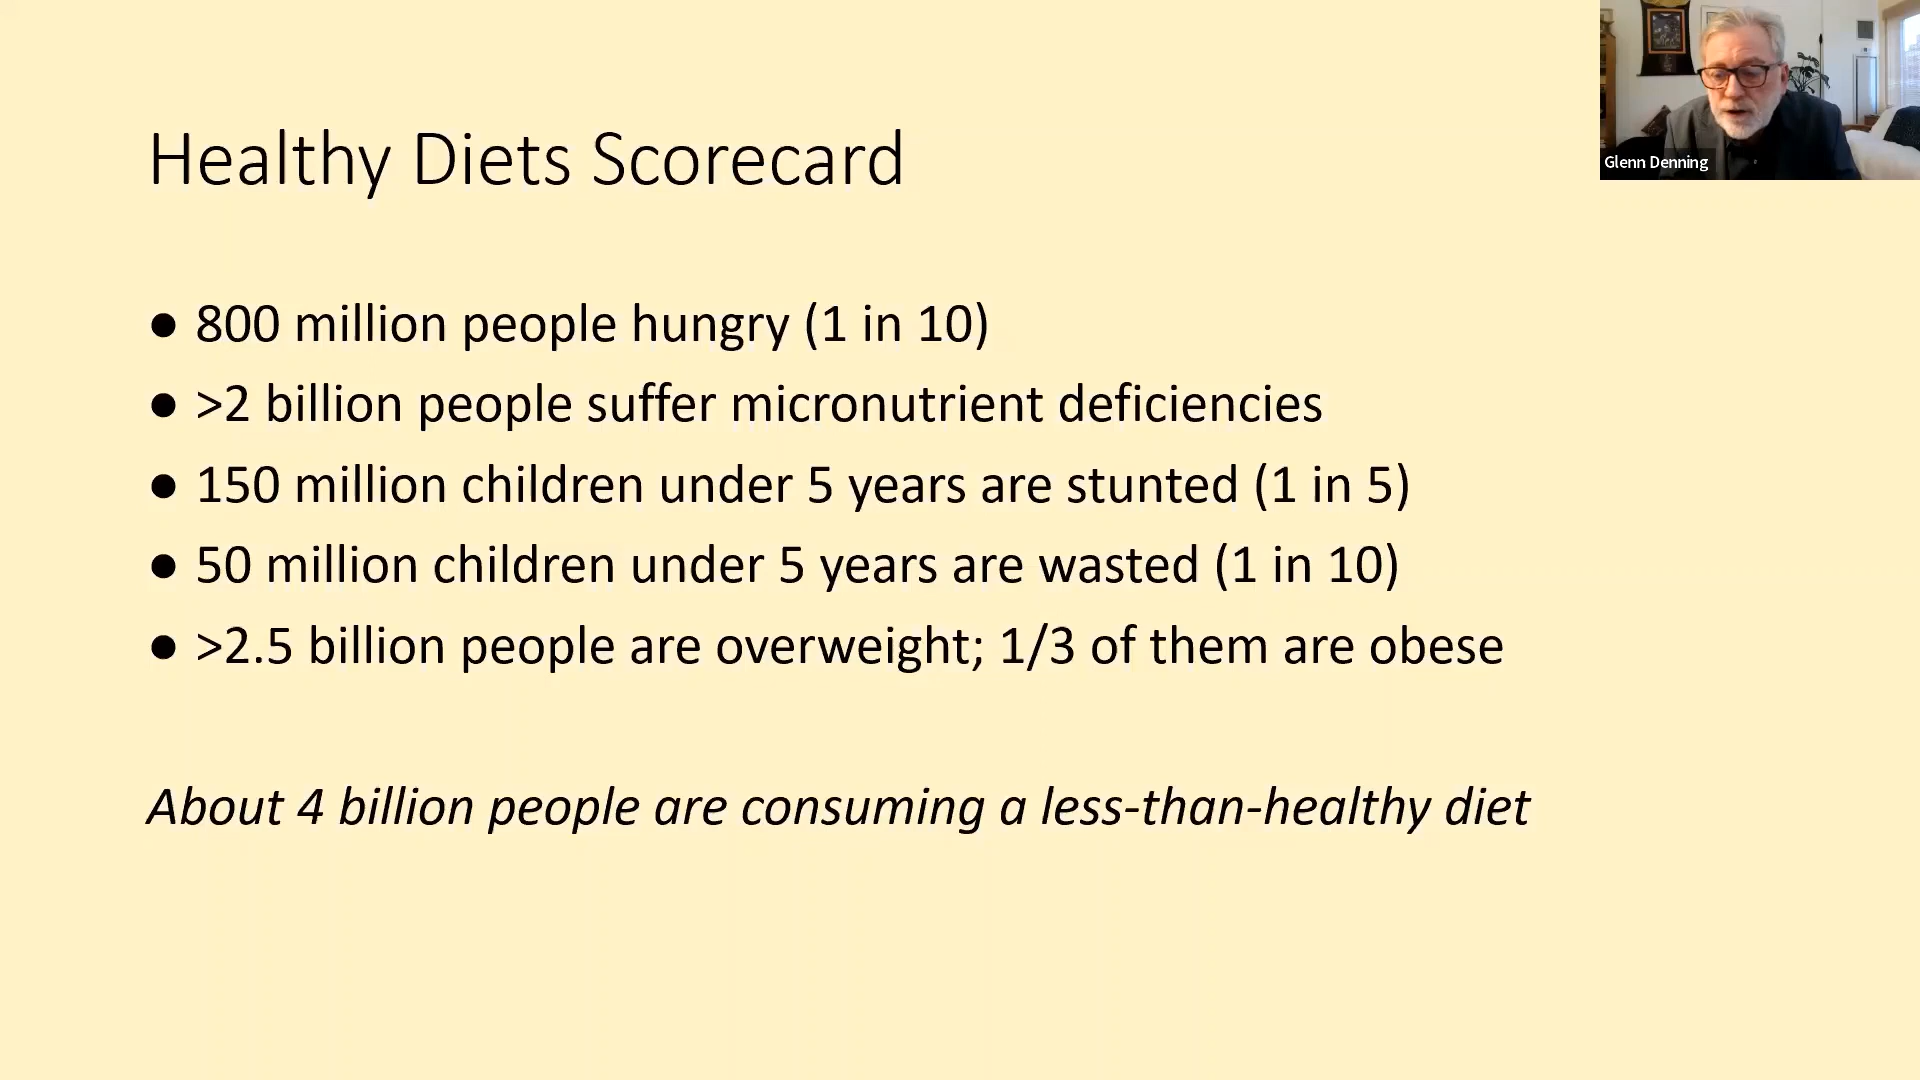 Healthy Diets Scorecard
Glenn Denning
● 800 million people hungry (1 in 10)
● >2 billion people suffer micronutrient deficiencies
● 150 million children under 5 years are stunted (1 in 5)
● 50 million children under 5 years are wasted (1 in 10)
● >2.5 billion people are overweight; 1/3 of them are obese
About 4 billion people are consuming a less-than-healthy diet